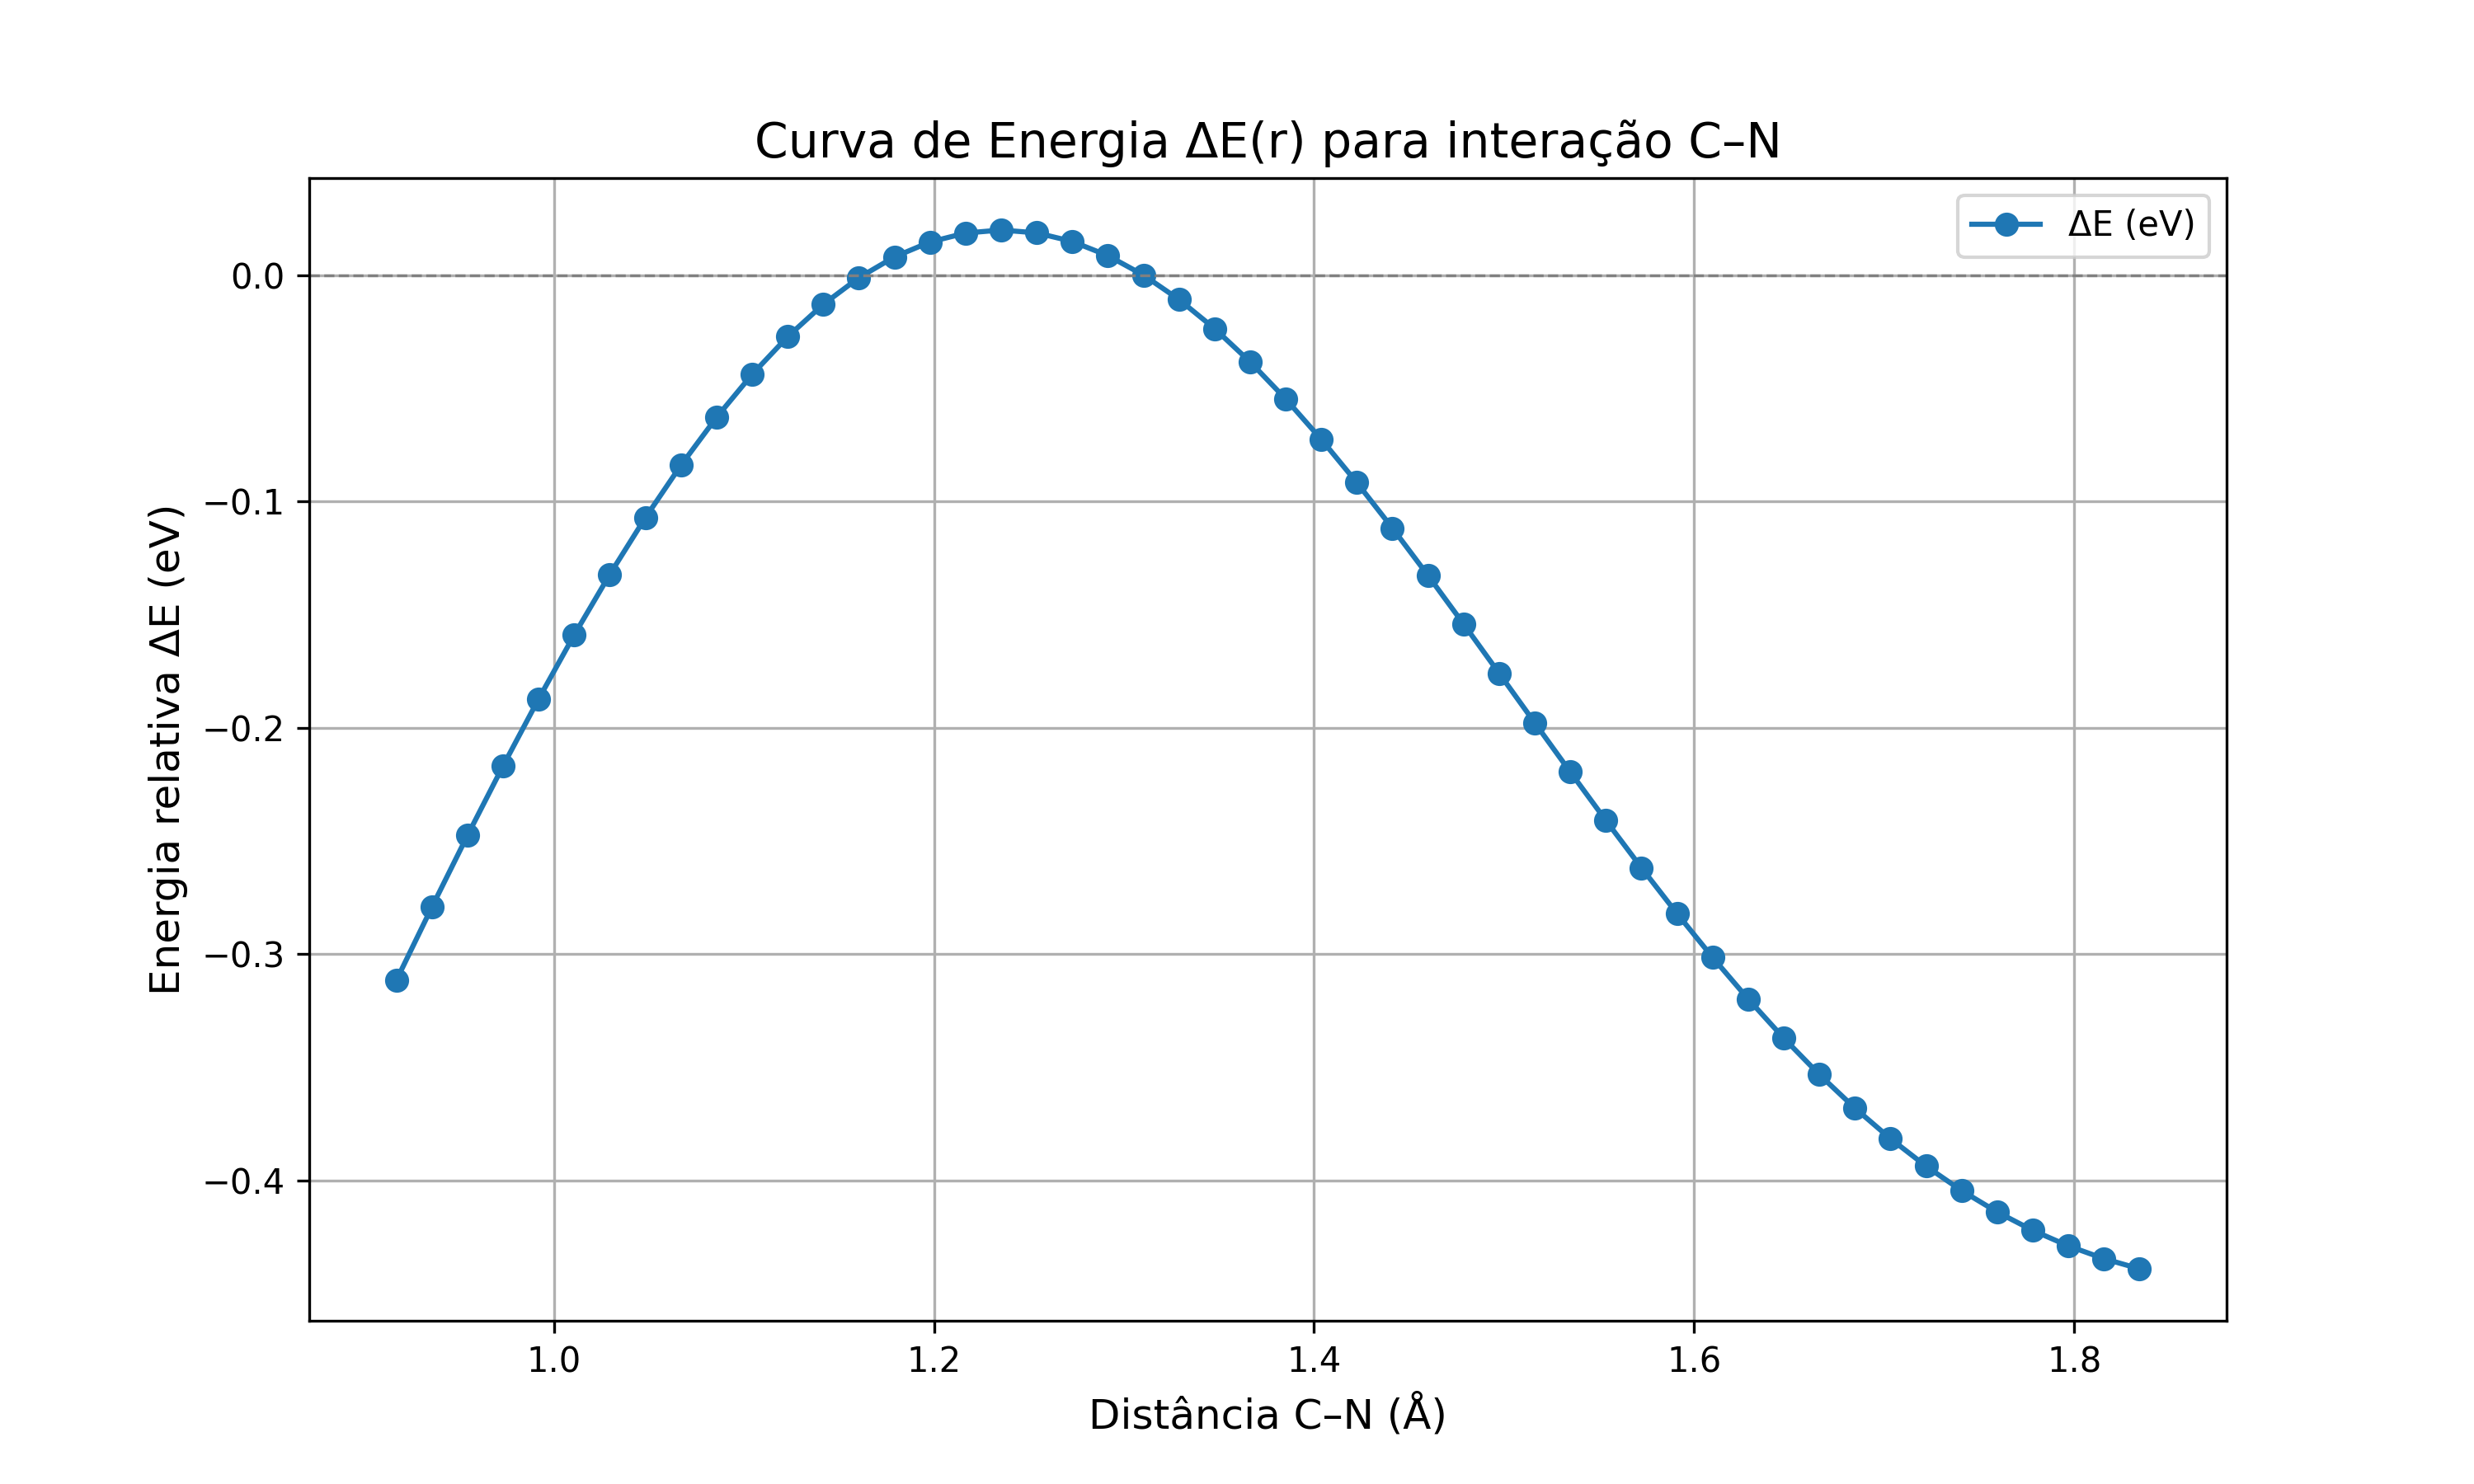 Curva de Energia ΔE(r) para interação C–N
ΔE (eV)
Energia relativa ΔE (eV)
0.0
−0.1
−0.2
−0.3
−0.4
1.0 1.2 1.4 1.6 1.8
Distância C–N (Å)